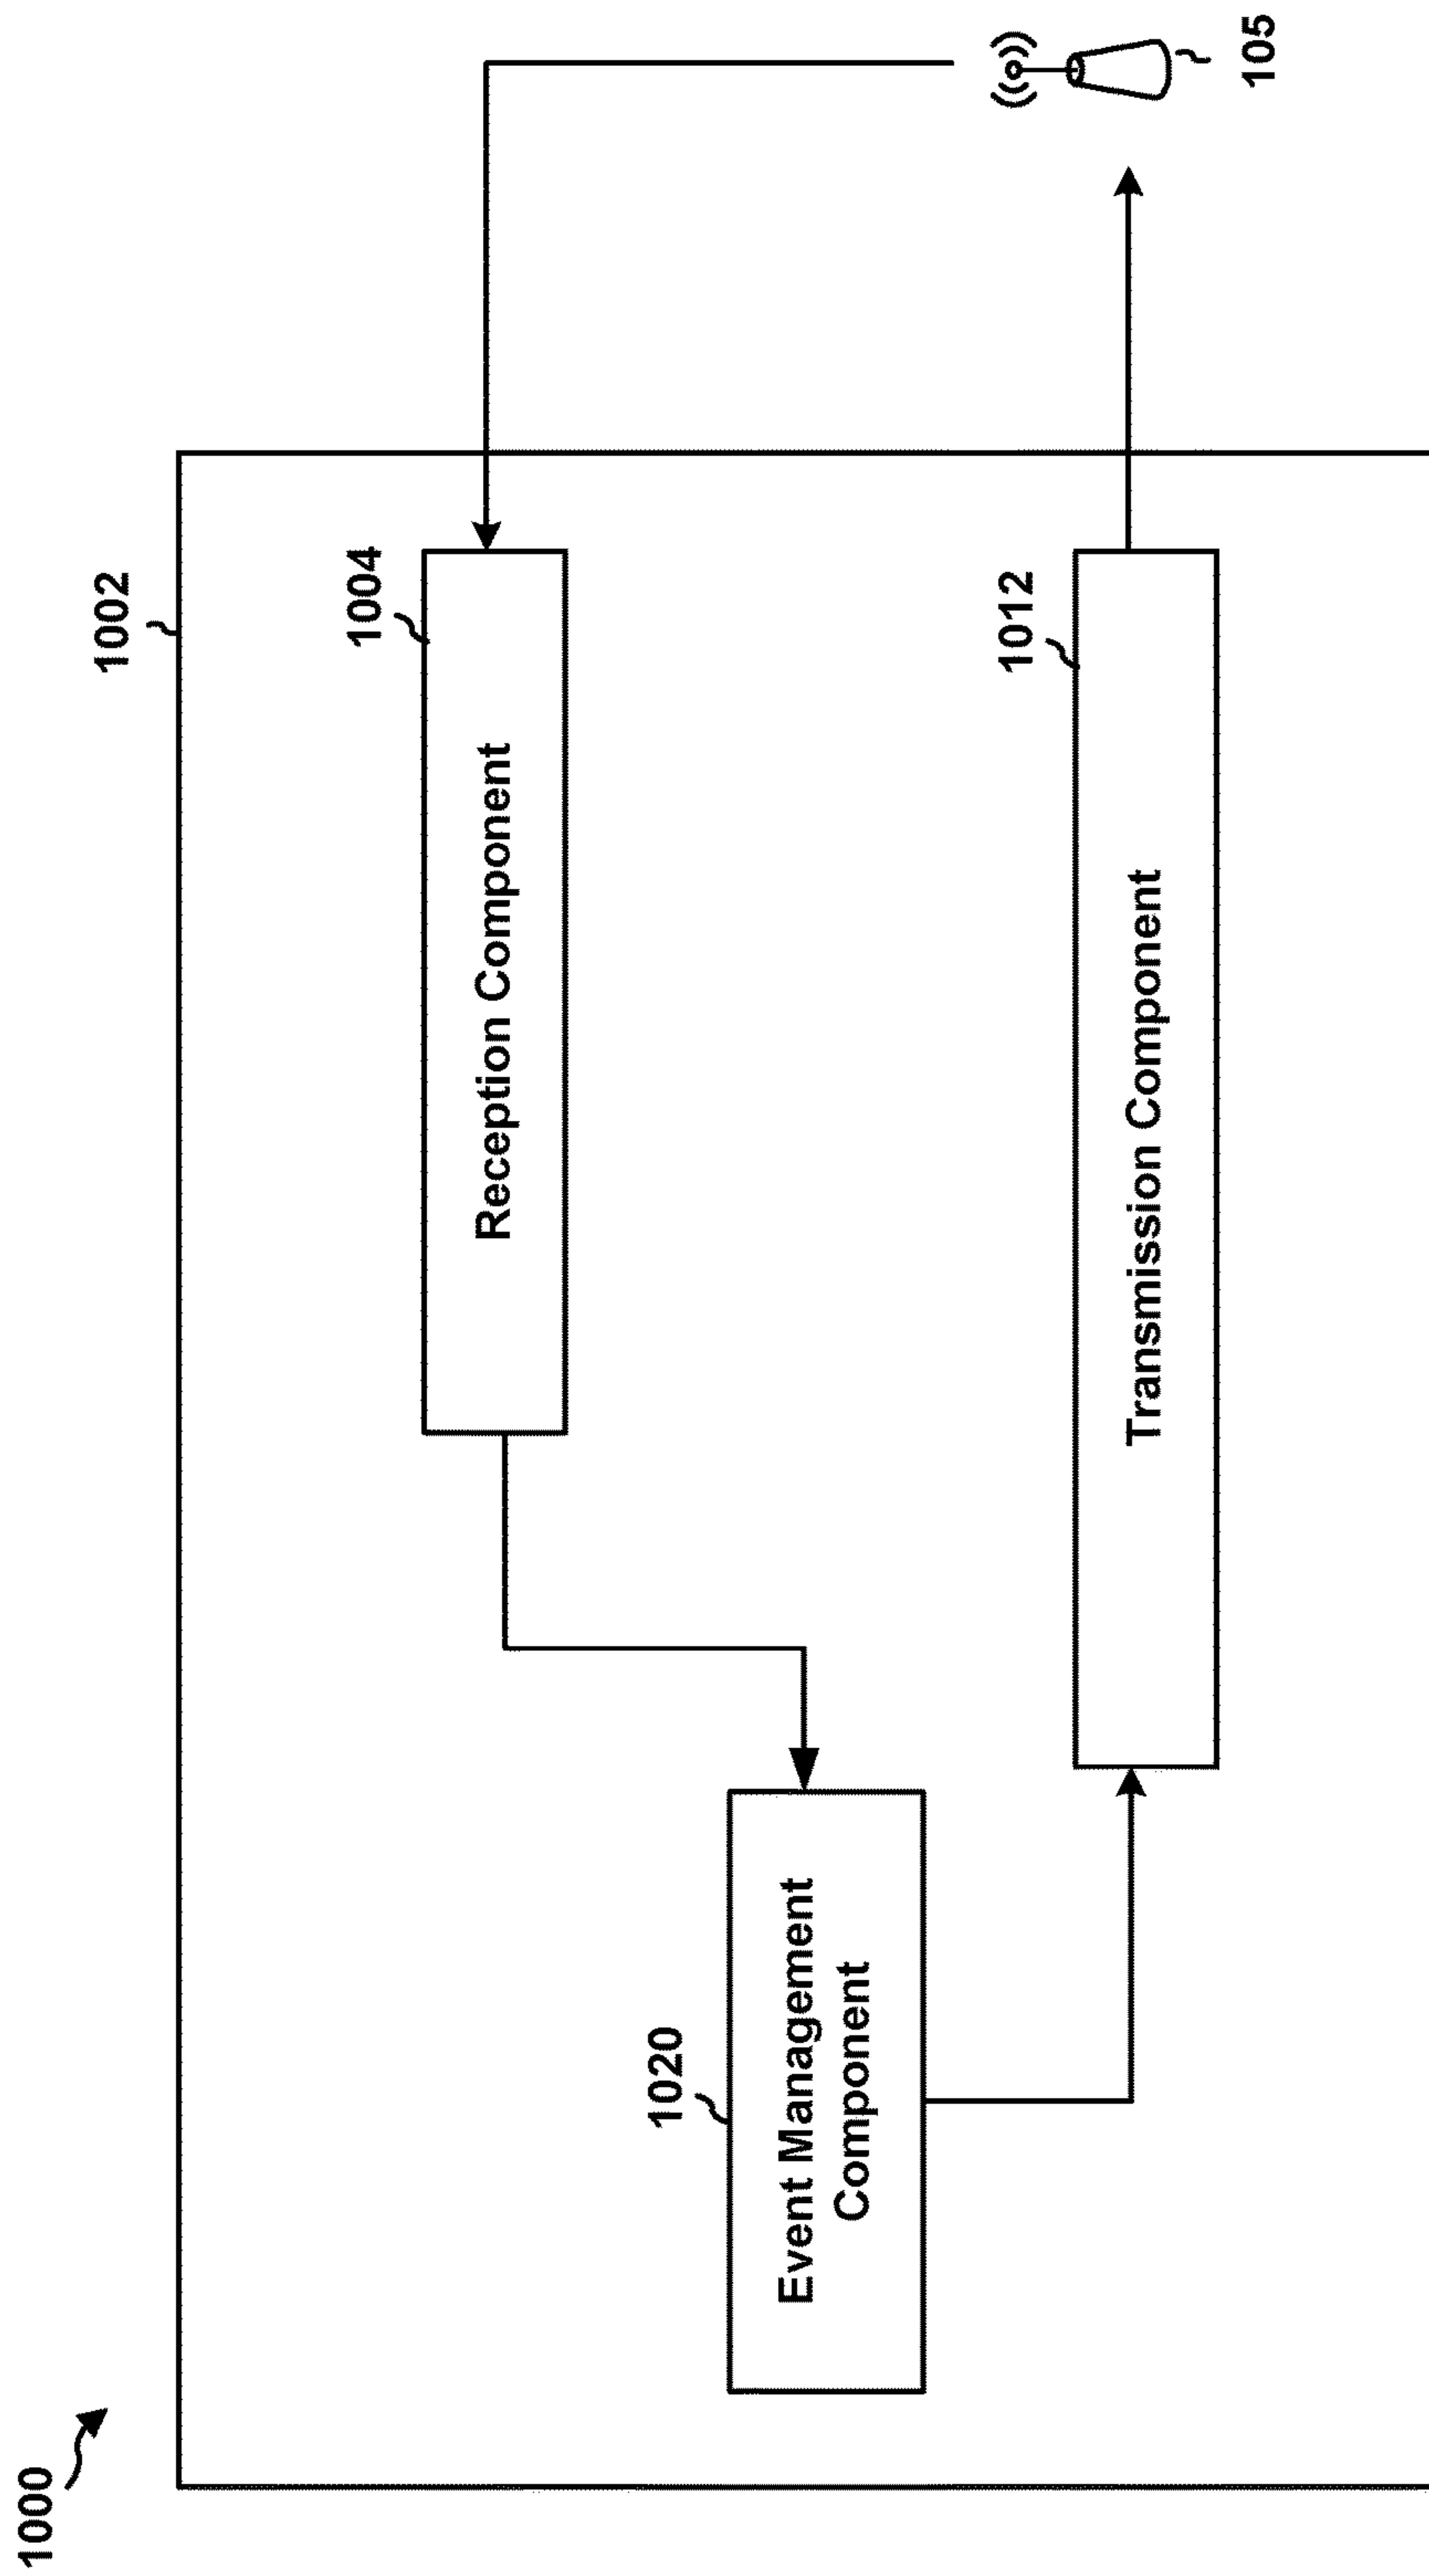 1000
1002
1004
Reception Component
1020
Event Management
Component
1012
Transmission Component
105